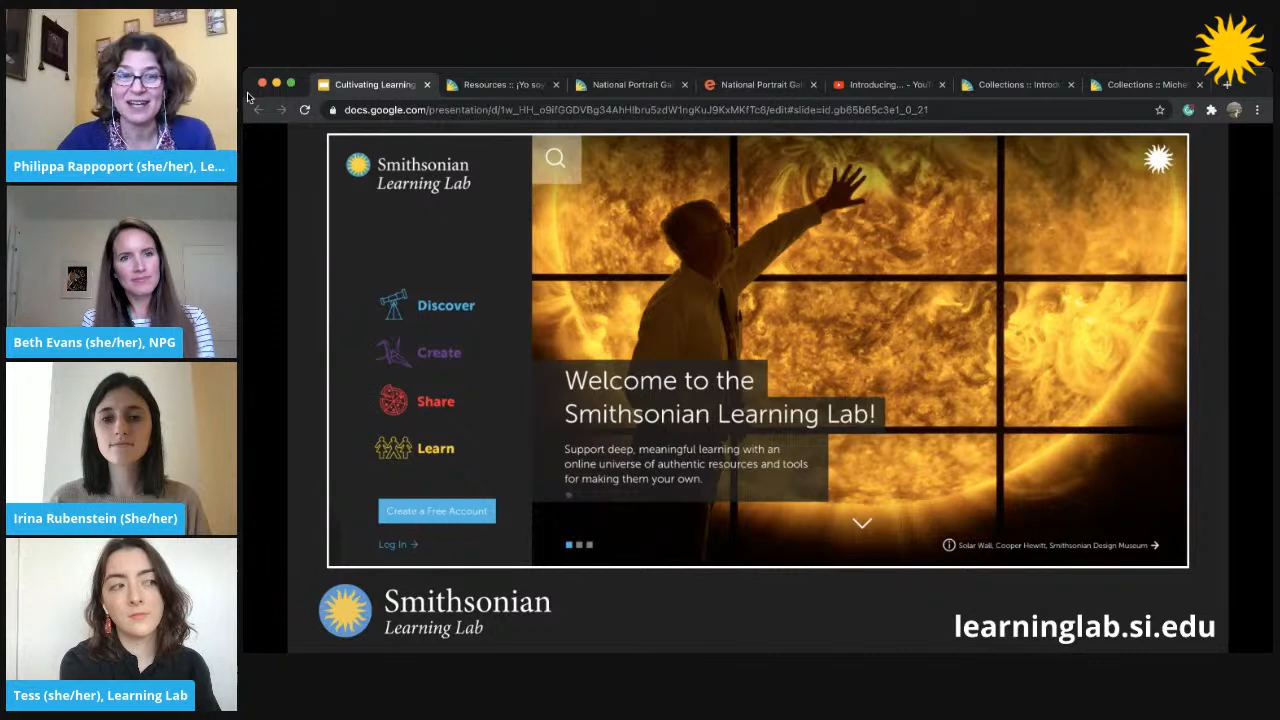 Philippa Rappoport (she/her), Le...
Beth Evans (she/her), NPG
Irina Rubenstein (She/her)
Tess (she/her), Learning Lab
Cultivating Learning
Resources :: ¡Yo soy
National Portrait Gal
National Portrait Gal
Introducing... - YouT
Collections :: Introd
Collections :: Miche
docs.google.com/presentation/d/1w_HH_o9ifGGDVBg34AhHIbru5zdW1ngKuJ9KxMKfTc8/edit#slide=id.gb65b65c3e1_0_21
Smithsonian
Learning Lab
Discover
Create
Share
Learn
Create a Free Account
Log In →
Welcome to the
Smithsonian Learning Lab!
Support deep, meaningful learning with an
online universe of authentic resources and tools
for making them your own.
Solar Wall, Cooper Hewitt, Smithsonian Design Museum →
Smithsonian
Learning Lab
learninglab.si.edu